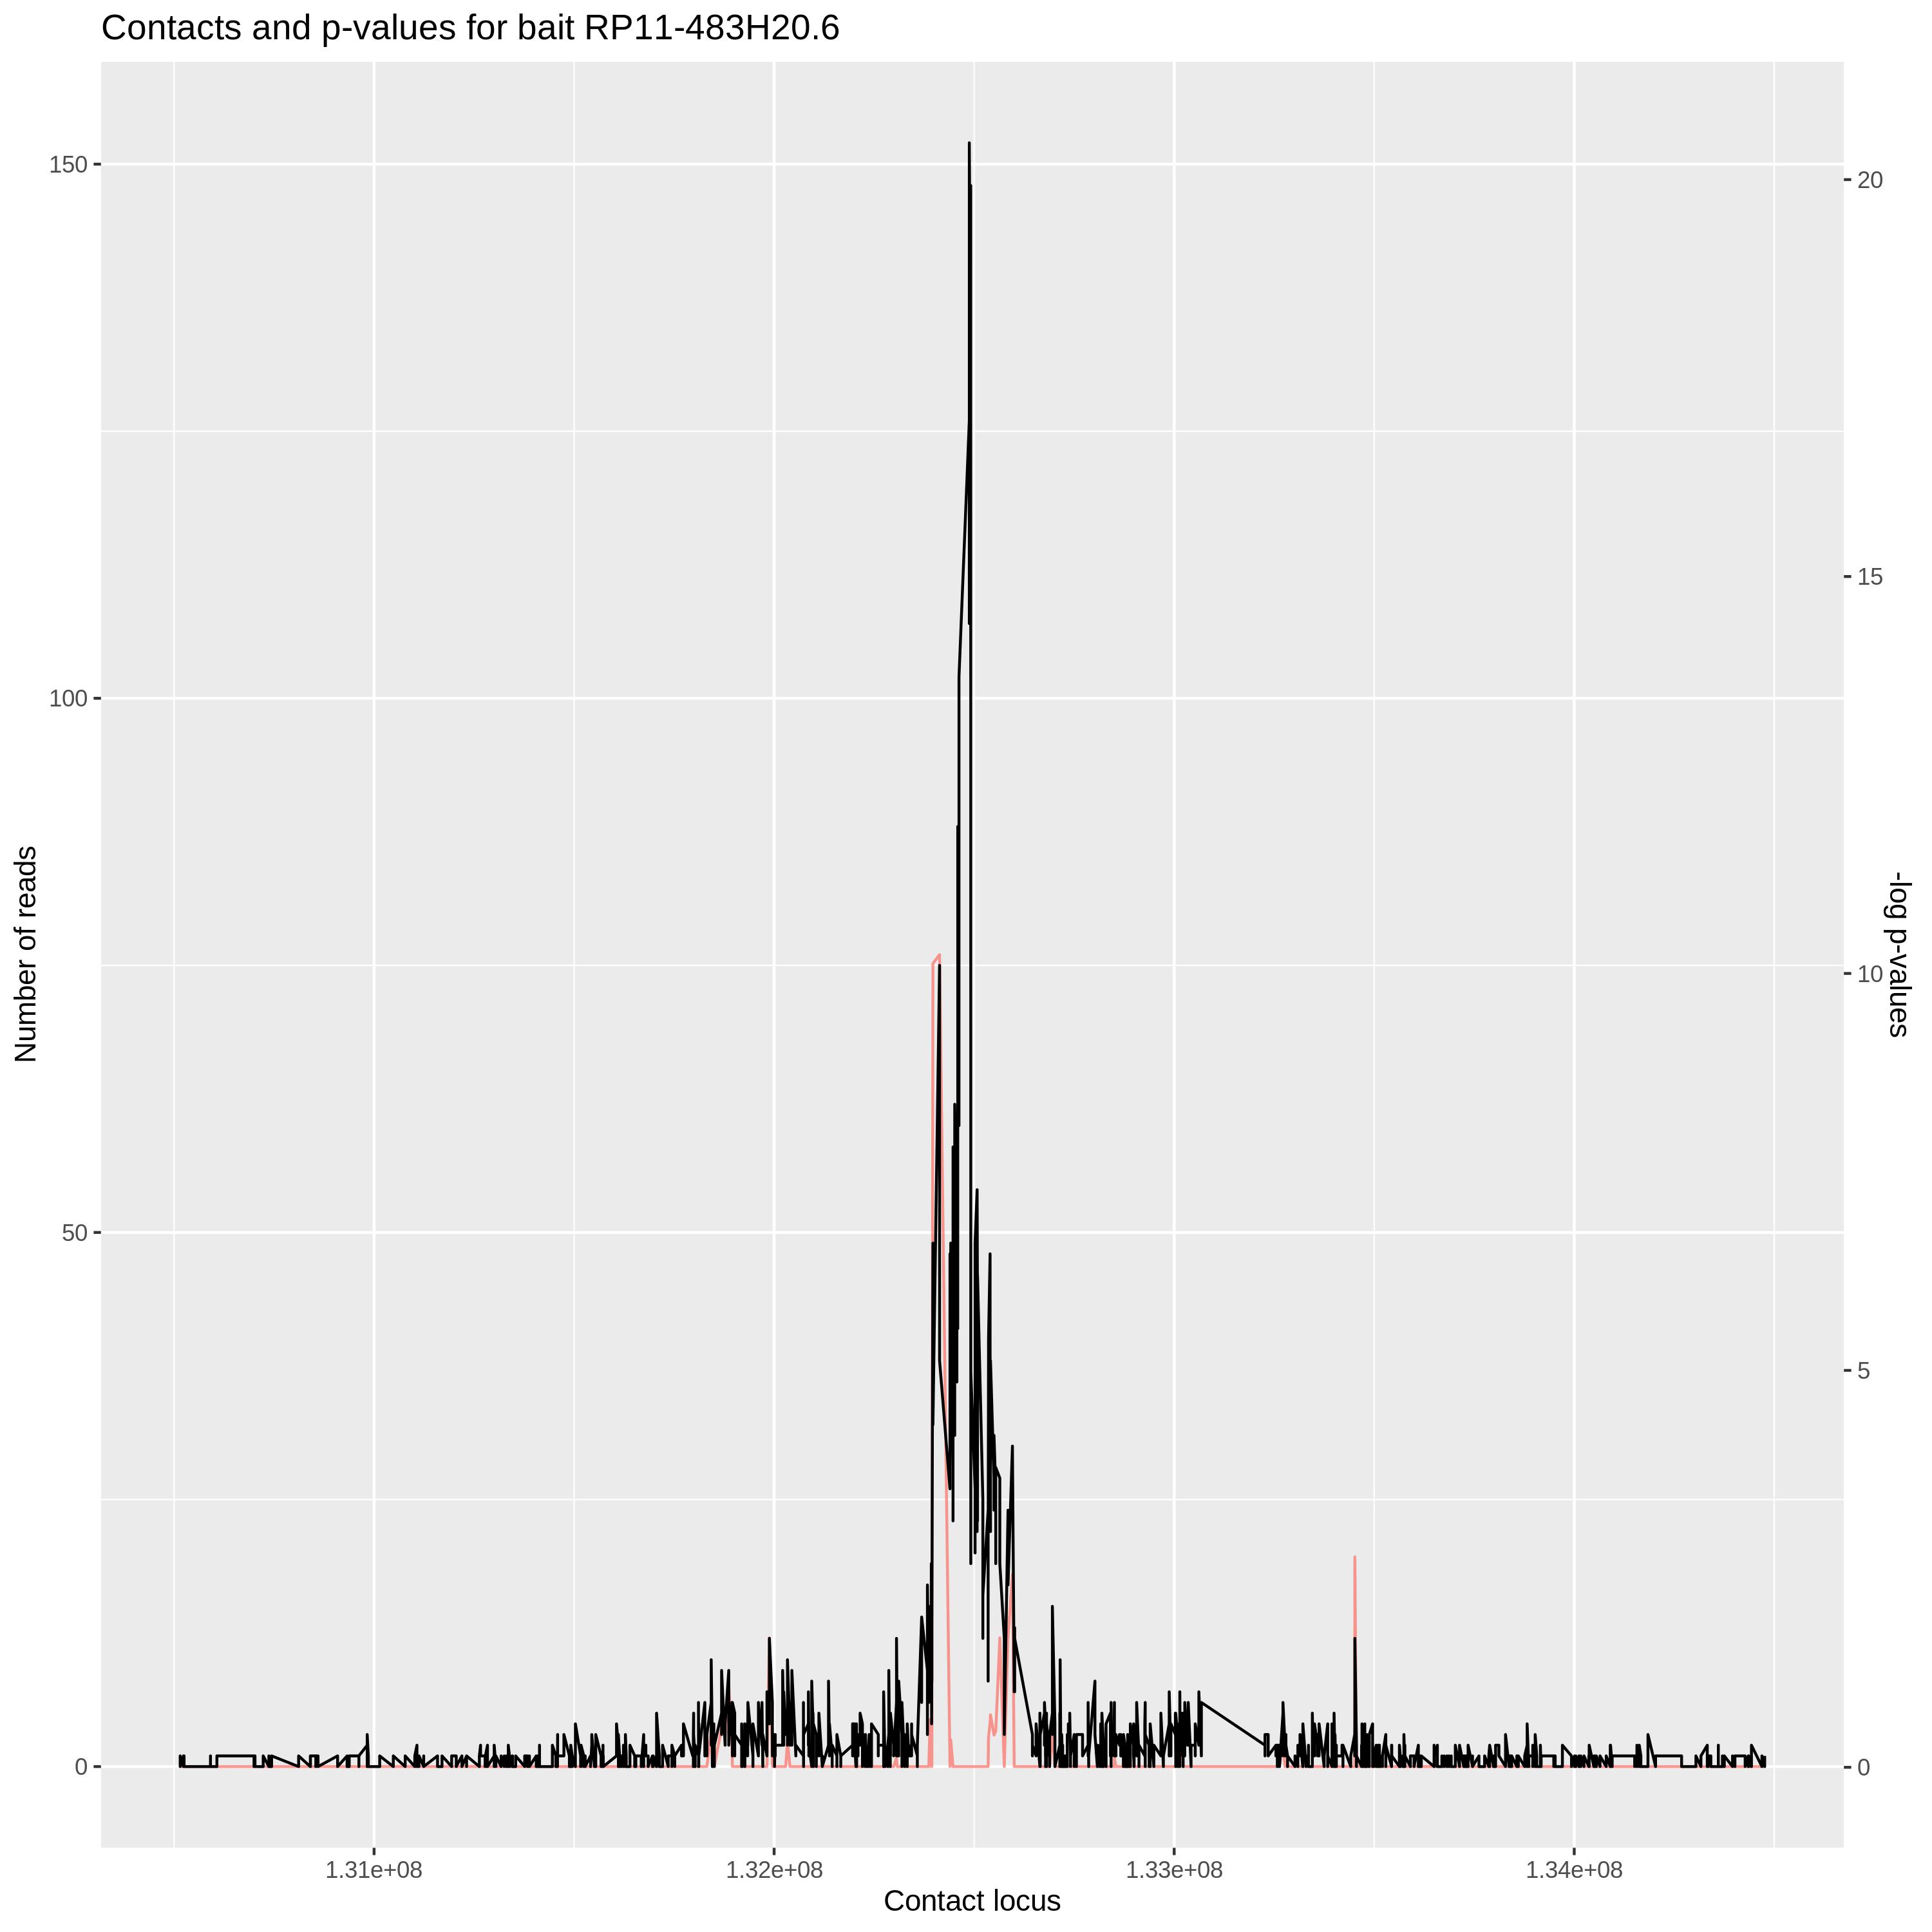 Contacts and p-values for bait RP11-483H20.6
150
100
50
0
20
15
10
5
0
Number of reads
-log p-values
1.31e+08
1.32e+08
1.33e+08
1.34e+08
Contact locus